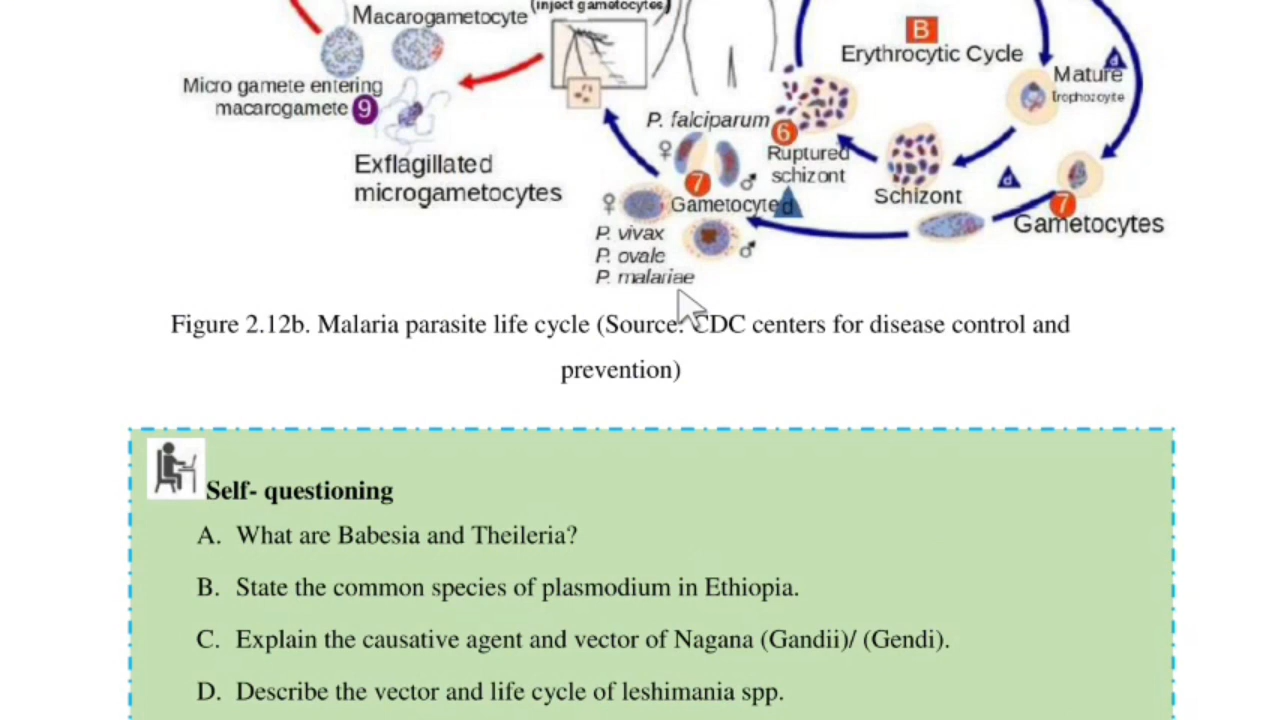 (inject gamotocytes)
Macarogametocyte
B
Erythrocytic Cycle
d
Mature
trophozoyte
Micro gamete entering
macarogamete 9
P. falciparum
6
Ruptured
schizont
Exflagillated
microgametocytes
♀
7
♂
d
Schizont
♀
Gametocyted
7
Gametocytes
P. vivax
P. ovale
♂
P. malariae
Figure 2.12b. Malaria parasite life cycle (Source: CDC centers for disease control and
prevention)
Self- questioning
A. What are Babesia and Theileria?
B. State the common species of plasmodium in Ethiopia.
C. Explain the causative agent and vector of Nagana (Gandii)/ (Gendi).
D. Describe the vector and life cycle of leshimania spp.